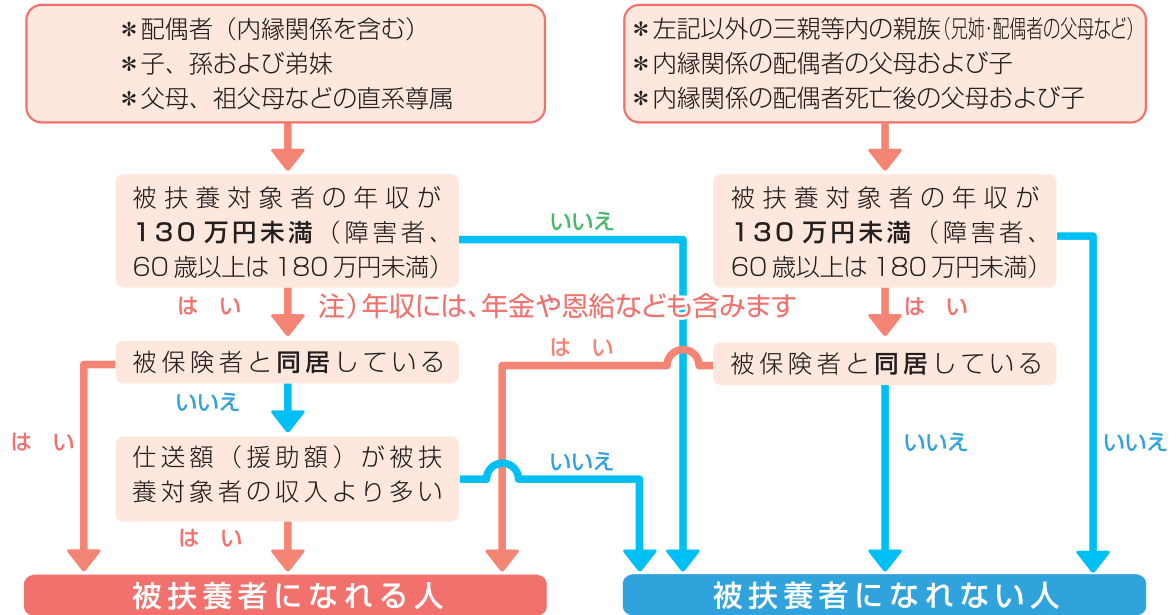 ＊配偶者（内縁関係を含む）
＊子、孫および弟妹
＊父母、祖父母などの直系尊属
＊左記以外の三親等内の親族（兄姉・配偶者の父母など）
＊内縁関係の配偶者の父母および子
＊内縁関係の配偶者死亡後の父母および子
被扶養対象者の年収が
130万円未満（障害者、
60歳以上は180万円未満）
いいえ
被扶養対象者の年収が
130万円未満（障害者、
60歳以上は180万円未満）
はい
注）年収には、年金や恩給なども含みます
はい
被保険者と同居している
はい
被保険者と同居している
いいえ
はい
仕送額（援助額）が被扶
養対象者の収入より多い
いいえ
いいえ
いいえ
はい
被扶養者になれる人
被扶養者になれない人